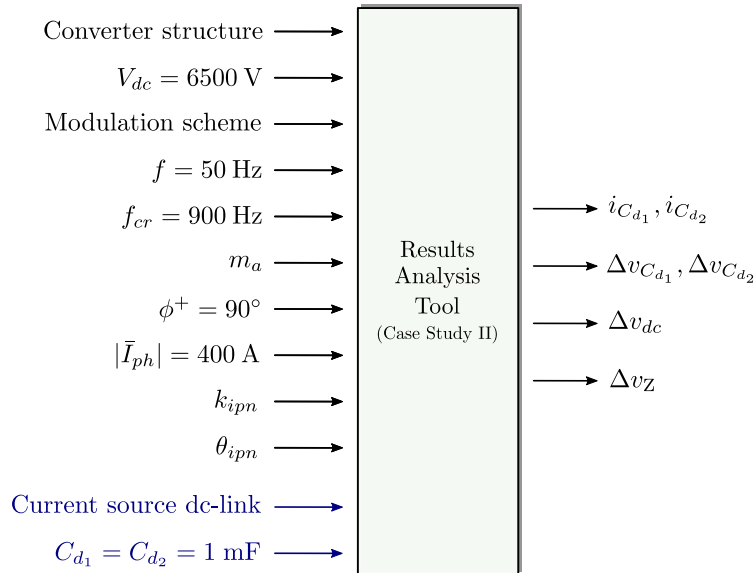 Converter structure
V_{dc} = 6500 V
Modulation scheme
f = 50 Hz
f_{cr} = 900 Hz
m_a
ϕ^+ = 90°
|Ī_{ph}| = 400 A
k_{ipn}
θ_{ipn}
Current source dc-link
C_{d_1} = C_{d_2} = 1 mF
Results
Analysis
Tool
(Case Study II)
i_{C_{d_1}}, i_{C_{d_2}}
Δv_{C_{d_1}}, Δv_{C_{d_2}}
Δv_{dc}
Δv_Z